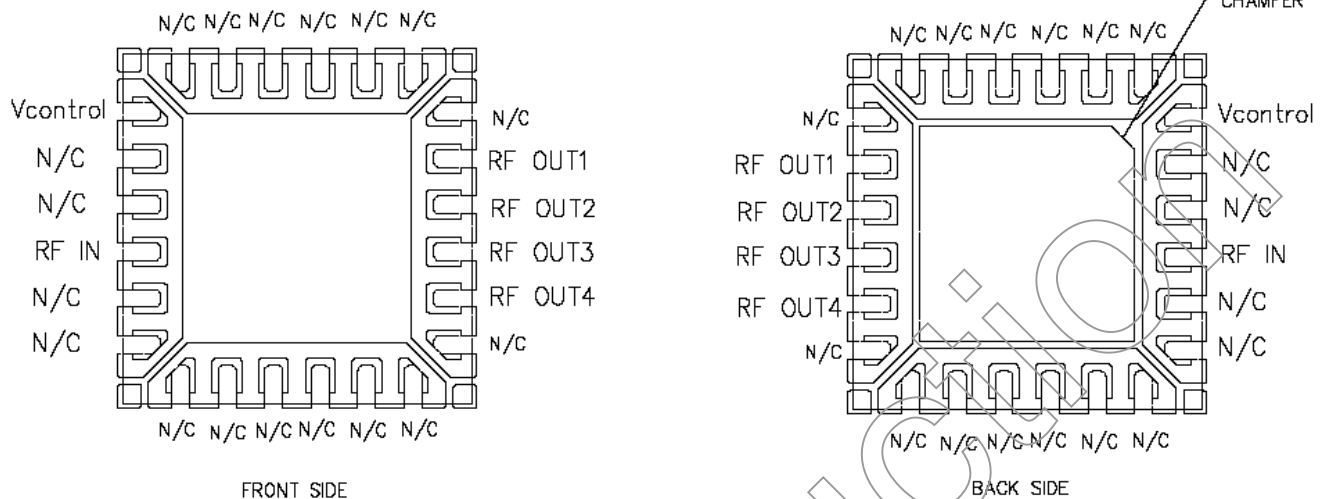 N/C N/C N/C N/C N/C N/C
Vcontrol
N/C
N/C
RF IN
N/C
N/C
N/C
RF OUT1
RF OUT2
RF OUT3
RF OUT4
N/C
N/C N/C N/C N/C N/C N/C
FRONT SIDE
CHAMFER
N/C N/C N/C N/C N/C N/C
N/C
RF OUT1
RF OUT2
RF OUT3
RF OUT4
N/C
Vcontrol
N/C
N/C
RF IN
N/C
N/C
N/C N/C N/C N/C N/C N/C
BACK SIDE